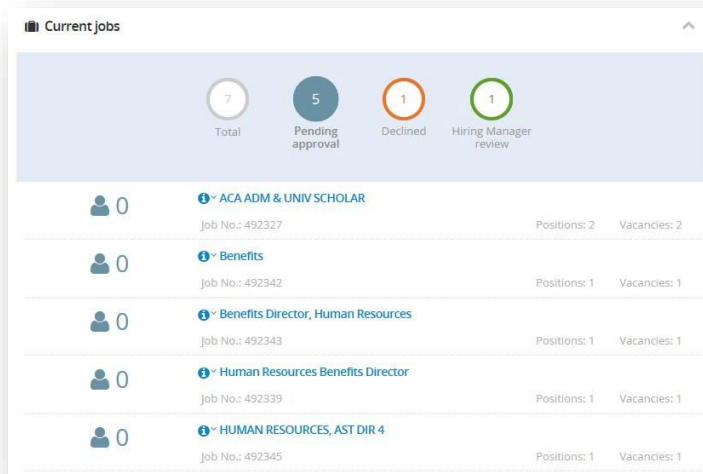 Current jobs
7 5 1 1
Total Pending approval Declined Hiring Manager review
0 ACA ADM & UNIV SCHOLAR
Job No.: 492327 Positions: 2 Vacancies: 2
0 Benefits
Job No.: 492342 Positions: 1 Vacancies: 1
0 Benefits Director, Human Resources
Job No.: 492343 Positions: 1 Vacancies: 1
0 Human Resources Benefits Director
Job No.: 492339 Positions: 1 Vacancies: 1
0 HUMAN RESOURCES, AST DIR 4
Job No.: 492345 Positions: 1 Vacancies: 1